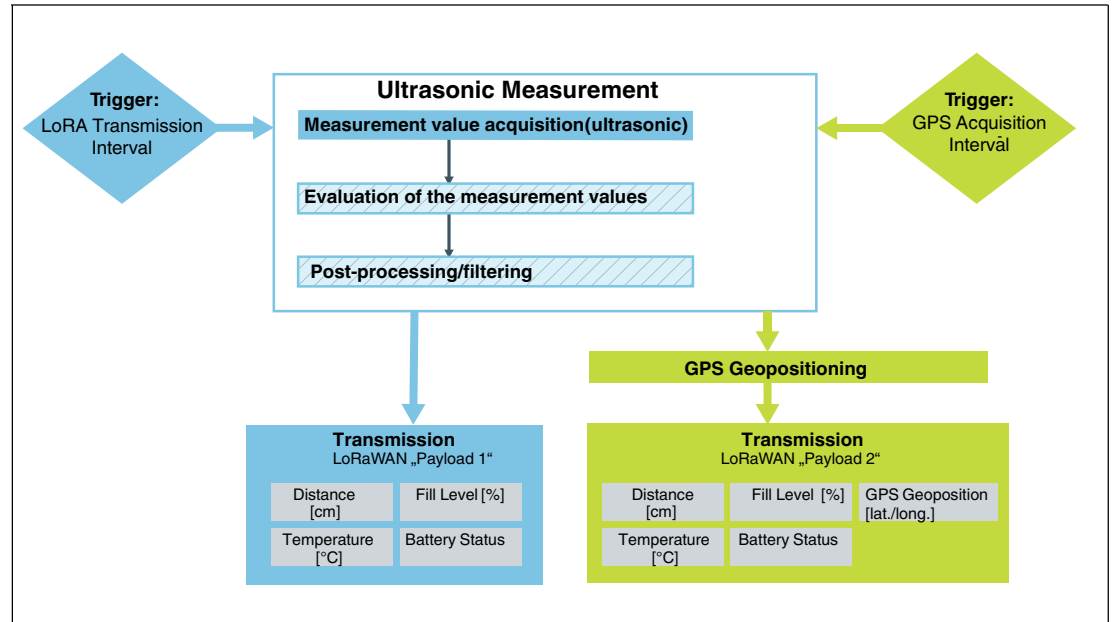 Ultrasonic Measurement
Trigger:
LoRA Transmission
Interval
Measurement value acquisition(ultrasonic)
Evaluation of the measurement values
Post-processing/filtering
Trigger:
GPS Acquisition
Interväl
GPS Geopositioning
Transmission
LoRaWAN „Payload 1“
Distance
[cm]
Fill Level [%]
Temperature
[°C]
Battery Status
Transmission
LoRaWAN „Payload 2“
Distance
[cm]
Fill Level [%]
GPS Geoposition
[lat./long.]
Temperature
[°C]
Battery Status